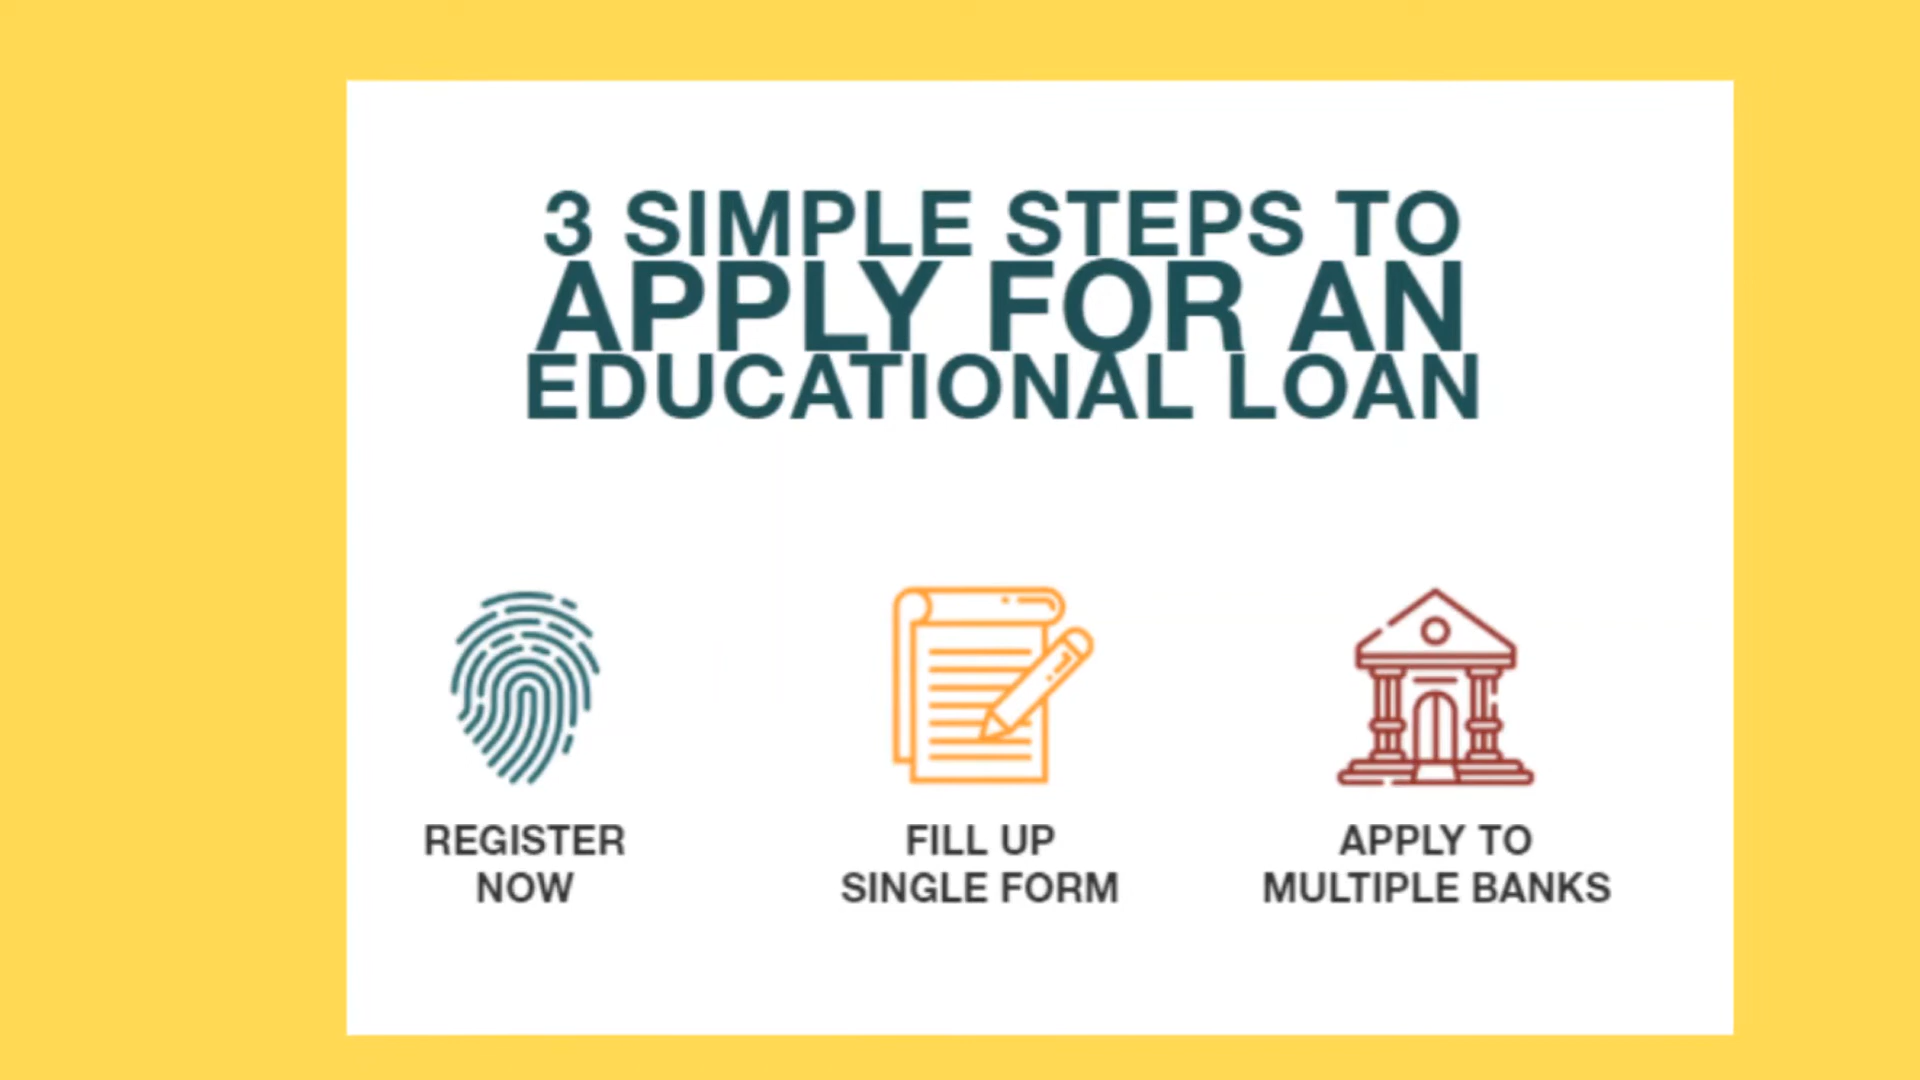 3 SIMPLE STEPS TO
APPLY FOR AN
EDUCATIONAL LOAN
REGISTER
NOW
FILL UP
SINGLE FORM
APPLY TO
MULTIPLE BANKS